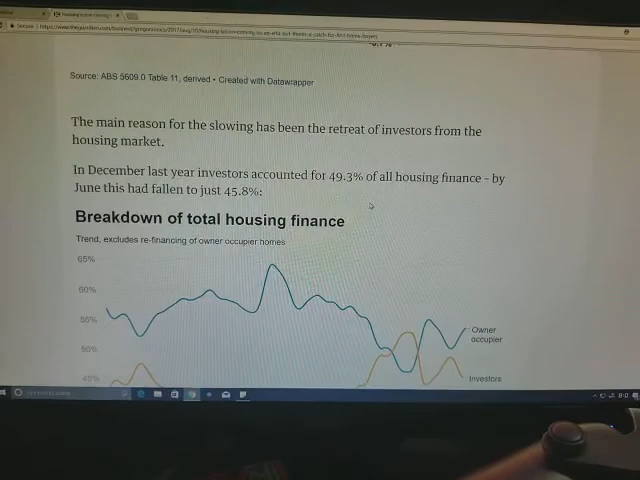 Secure
Source: ABS 5609.0 Table 11, derived • Created with Datawrapper
The main reason for the slowing has been the retreat of investors from the
housing market.
In December last year investors accounted for 49.3% of all housing finance - by
June this had fallen to just 45.8%:
Breakdown of total housing finance
Trend, excludes re-financing of owner occupier homes
65%
60%
55%
50%
45%
Owner
occupier
Investors